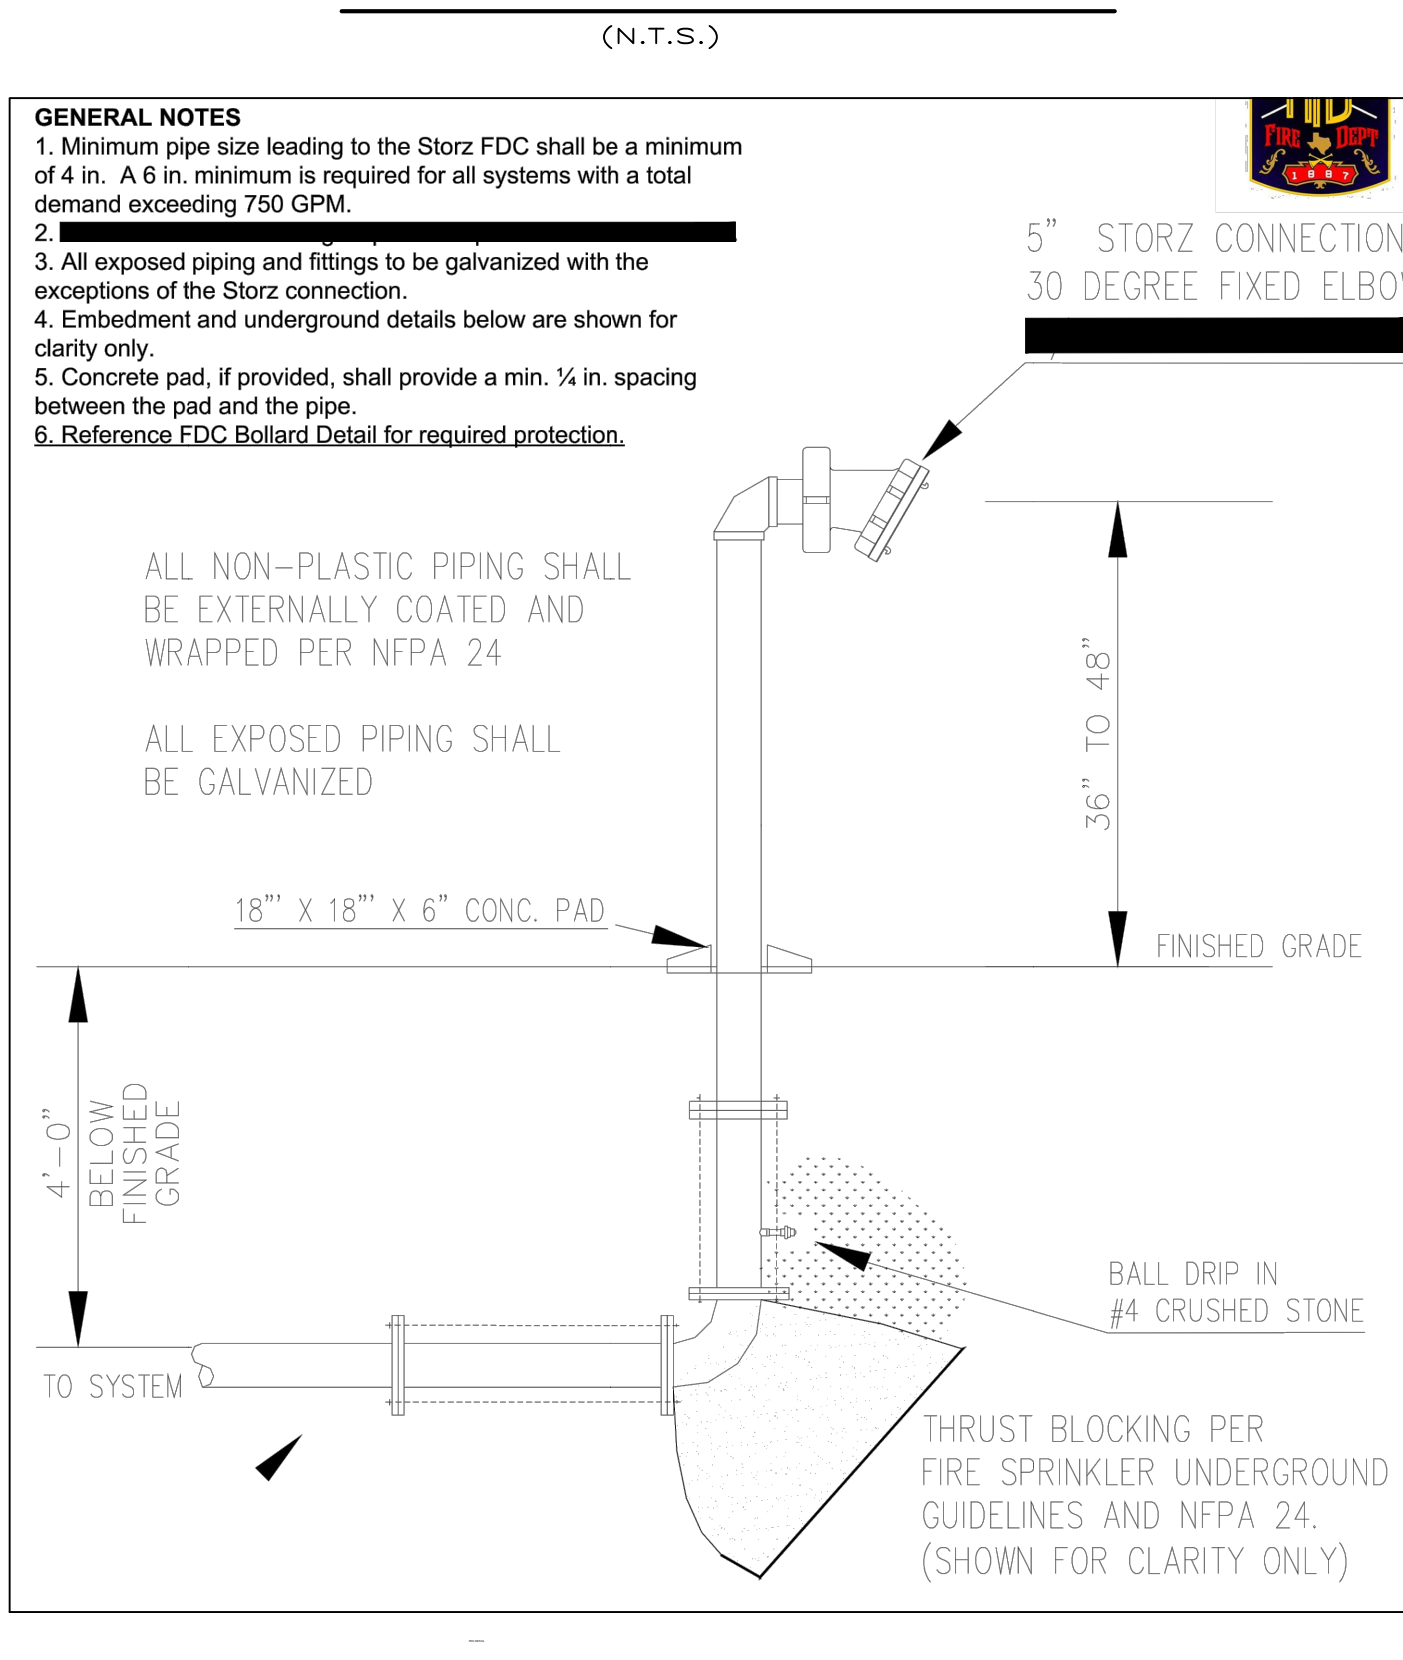 (N.T.S.)
GENERAL NOTES
1. Minimum pipe size leading to the Storz FDC shall be a minimum
of 4 in.  A 6 in. minimum is required for all systems with a total
demand exceeding 750 GPM.
2.
3. All exposed piping and fittings to be galvanized with the
exceptions of the Storz connection.
4. Embedment and underground details below are shown for
clarity only.
5. Concrete pad, if provided, shall provide a min. ¼ in. spacing
between the pad and the pipe.
6. Reference FDC Bollard Detail for required protection.
FIRE DEPT
1887
5” STORZ CONNECTION
30 DEGREE FIXED
ALL NON-PLASTIC PIPING SHALL
BE EXTERNALLY COATED AND
WRAPPED PER NFPA 24
ALL EXPOSED PIPING SHALL
BE GALVANIZED
36” TO 48”
18”' X 18”' X 6” CONC. PAD
FINISHED GRADE
4'-0”
BELOW
FINISHED
GRADE
BALL DRIP IN
#4 CRUSHED STONE
TO SYSTEM
THRUST BLOCKING PER
FIRE SPRINKLER UNDERGROUND
GUIDELINES AND NFPA 24.
(SHOWN FOR CLARITY ONLY)